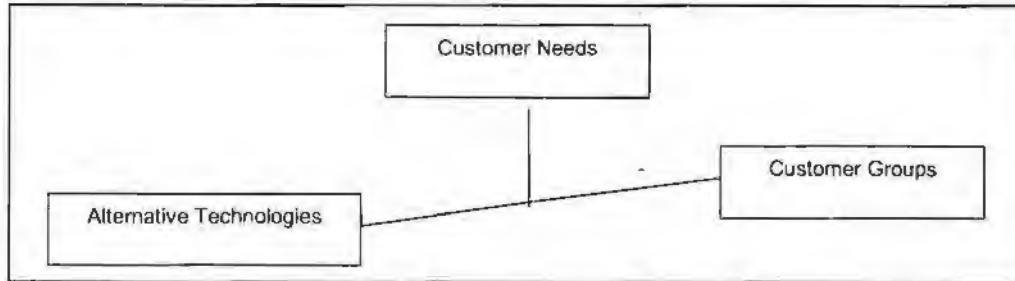 Customer Needs
Customer Groups
Alternative Technologies